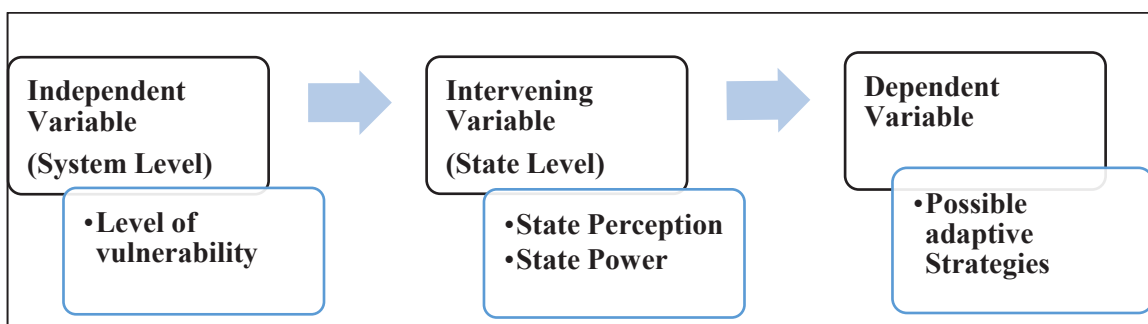 Independent
Variable
(System Level)
•Level of
vulnerability
Intervening
Variable
(State Level)
•State Perception
•State Power
Dependent
Variable
•Possible
adaptive
Strategies